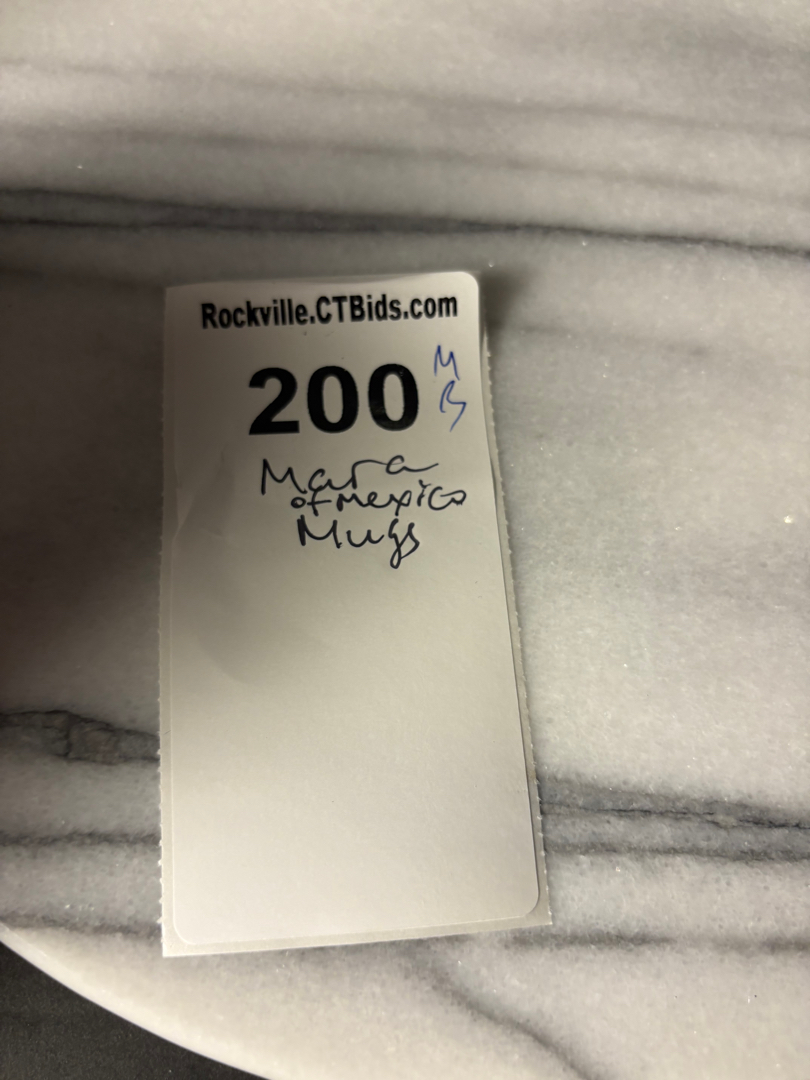 Rockville.CTBids.com
200 MB
Mara
of mexico
Mugs